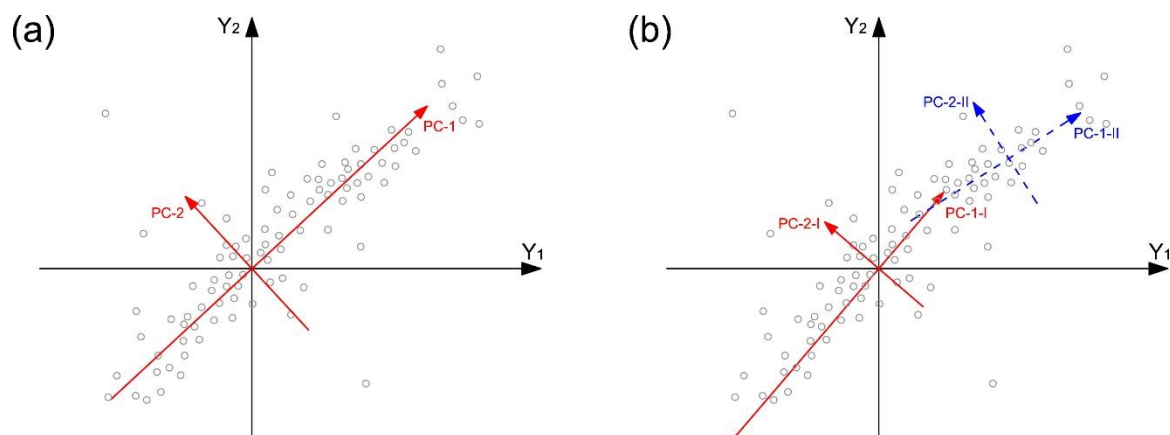 (a)
Y2
PC-1
PC-2
Y1
(b)
Y2
PC-2-II
PC-1-II
PC-1-I
PC-2-I
Y1